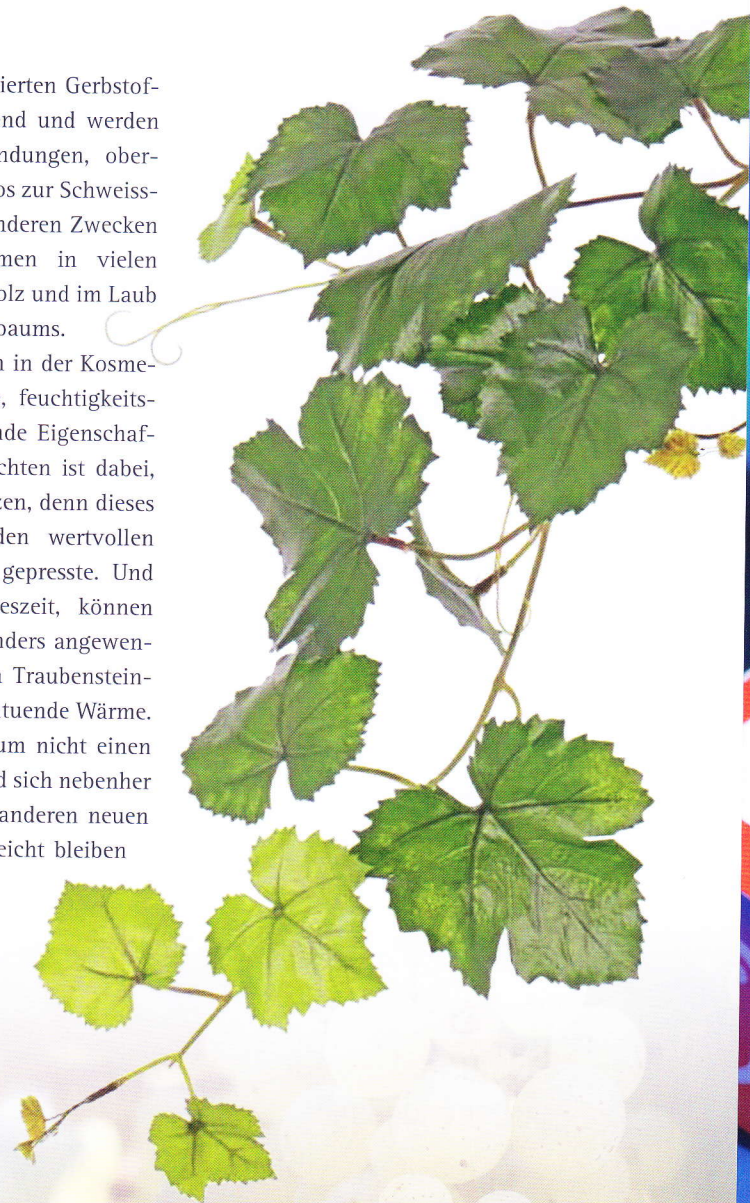 ierten Gerbstof-
nd und werden
ndungen, ober-
os zur Schweiss-
nderen Zwecken
men in vielen
olz und im Laub
baums.
n in der Kosme-
, feuchtigkeits-
nde Eigenschaf-
chten ist dabei,
zen, denn dieses
den wertvollen
gepresste. Und
eszeit, können
nders angewen-
n Traubenstein-
ltuende Wärme.
um nicht einen
d sich nebenher
anderen neuen
eicht bleiben